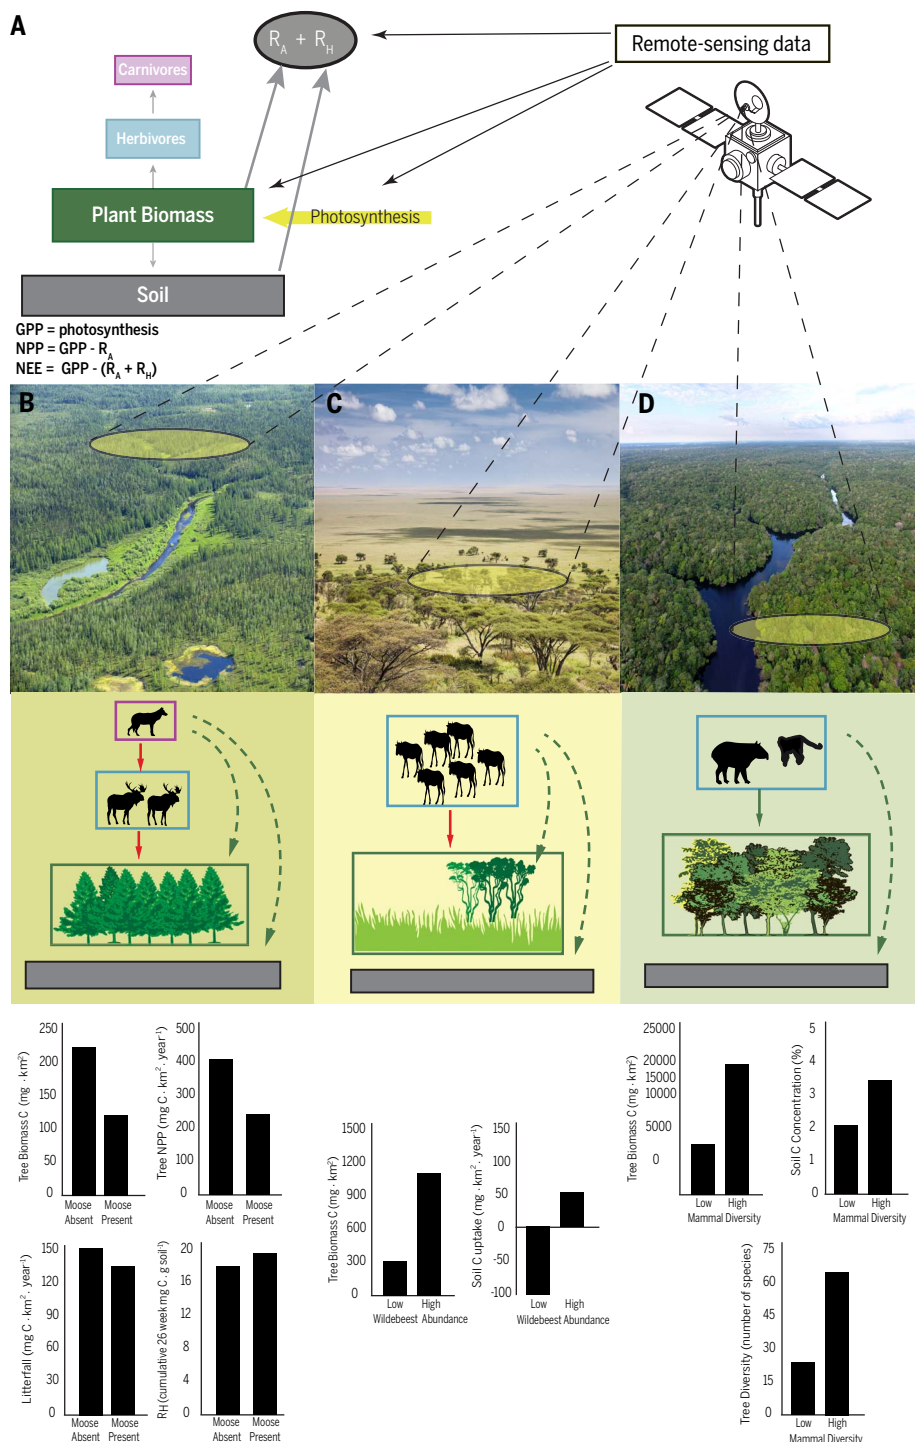 A
R_A + R_H
Remote-sensing data
Carnivores
Herbivores
Plant Biomass
Photosynthesis
Soil
GPP = photosynthesis
NPP = GPP - R_A
NEE = GPP - (R_A + R_H)
B
C
D
Tree Biomass C (mg · km²)
250
200
150
100
50
0
Moose Absent
Moose Present
Tree NPP (mg C · km². year⁻¹)
500
400
300
200
100
0
Moose Absent
Moose Present
Litterfall (mg C · km². year⁻¹)
150
120
90
60
30
0
Moose Absent
Moose Present
RH (cumulative 26 week mg C. g soil⁻¹)
20
16
12
8
4
0
Moose Absent
Moose Present
Tree Biomass C (mg · km²)
1500
1200
900
600
300
0
Low
High
Wildebeest Abundance
Soil C uptake (mg · km². year⁻¹)
150
100
50
0
-50
-100
Low
High
Wildebeest Abundance
Tree Biomass C (mg · km²)
25000
20000
15000
10000
5000
0
Low
High
Mammal Diversity
Soil C Concentration (%)
5
4
3
2
1
0
Low
High
Mammal Diversity
Tree Diversity (number of species)
75
60
45
30
15
0
Low
High
Mammal Diversity